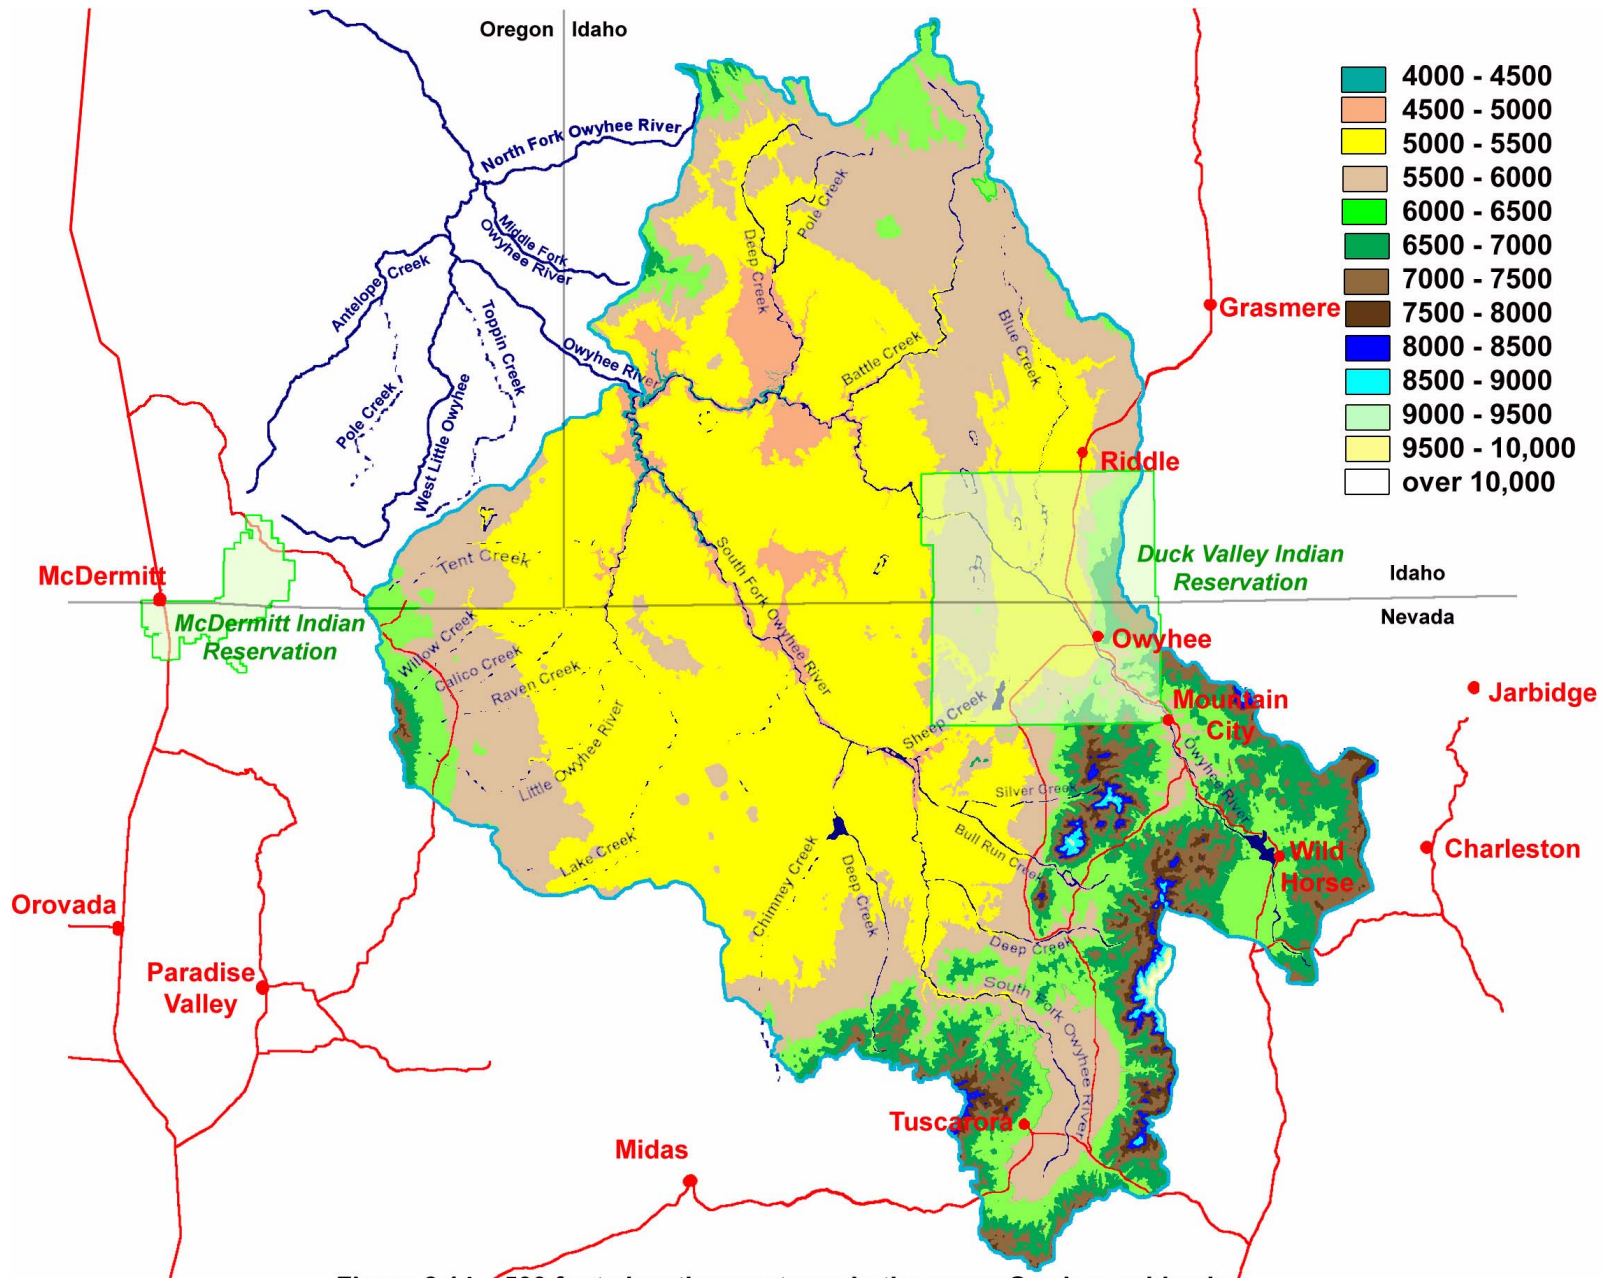 Oregon
Idaho
4000 - 4500
4500 - 5000
5000 - 5500
5500 - 6000
6000 - 6500
6500 - 7000
7000 - 7500
7500 - 8000
8000 - 8500
8500 - 9000
9000 - 9500
9500 - 10,000
over 10,000
North Fork Owyhee River
Middle Fork
Owyhee River
Antelope Creek
Toppin Creek
Pole Creek
West Little Owyhee
Owyhee River
Deep Creek
Pole Creek
Battle Creek
Blue Creek
Grasmere
Riddle
Duck Valley Indian
Reservation
Idaho
Nevada
McDermitt
McDermitt Indian
Reservation
Tent Creek
Willow Creek
Calico Creek
Raven Creek
Little Owyhee River
Lake Creek
South Fork Owyhee River
Owyhee
Mountain
City
Jarbidge
Sheep Creek
Silver Creek
Bull Run Creek
Owyhee River
Wild
Horse
Charleston
Chimney Creek
Deep Creek
Deep Creek
South Fork Owyhee River
Orovada
Paradise
Valley
Tuscarora
Midas